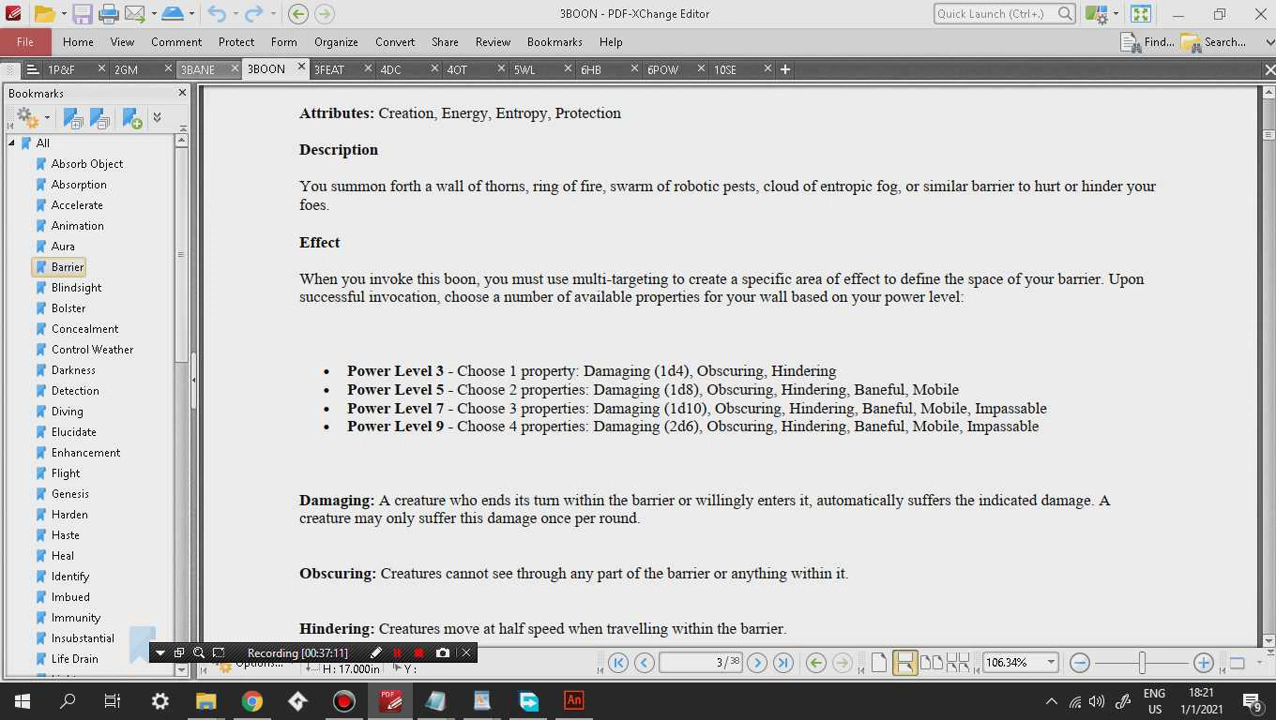 3BOON - PDF-XChange Editor
Quick Launch (Ctrl+.)
File Home View Comment Protect Form Organize Convert Share Review Bookmarks Help Find... Search...
1P&F 2GM 3BANE 3BOON 3FEAT 4DC 4OT 5WL 6HB 6POW 10SE
Bookmarks
All
Absorb Object
Absorption
Accelerate
Animation
Aura
Barrier
Blindsight
Bolster
Concealment
Control Weather
Darkness
Detection
Diving
Elucidate
Enhancement
Flight
Genesis
Harden
Haste
Heal
Identify
Imbued
Immunity
Insubstantial
Life Drain
Attributes: Creation, Energy, Entropy, Protection
Description
You summon forth a wall of thorns, ring of fire, swarm of robotic pests, cloud of entropic fog, or similar barrier to hurt or hinder your
foes.
Effect
When you invoke this boon, you must use multi-targeting to create a specific area of effect to define the space of your barrier. Upon
successful invocation, choose a number of available properties for your wall based on your power level:
• Power Level 3 - Choose 1 property: Damaging (1d4), Obscuring, Hindering
• Power Level 5 - Choose 2 properties: Damaging (1d8), Obscuring, Hindering, Baneful, Mobile
• Power Level 7 - Choose 3 properties: Damaging (1d10), Obscuring, Hindering, Baneful, Mobile, Impassable
• Power Level 9 - Choose 4 properties: Damaging (2d6), Obscuring, Hindering, Baneful, Mobile, Impassable
Damaging: A creature who ends its turn within the barrier or willingly enters it, automatically suffers the indicated damage. A
creature may only suffer this damage once per round.
Obscuring: Creatures cannot see through any part of the barrier or anything within it.
Hindering: Creatures move at half speed when travelling within the barrier.
Recording [00:37:11]
Options... H: 17.000in Y: 3 / 38 106.34%
PDF An ENG 18:21
US 1/1/2021 9